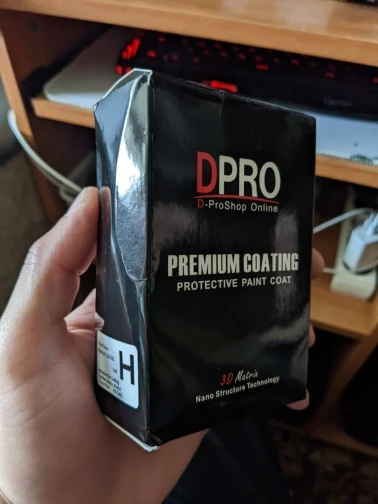 DPRO
D-ProShop Online
PREMIUM COATING
PROTECTIVE PAINT COAT
3D Matrix
Nano Structure Technology
H